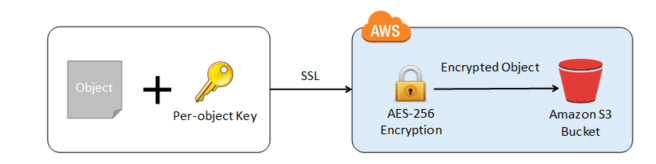 AWS
Object
Per-object Key
SSL
AES-256
Encryption
Encrypted Object
Amazon S3
Bucket